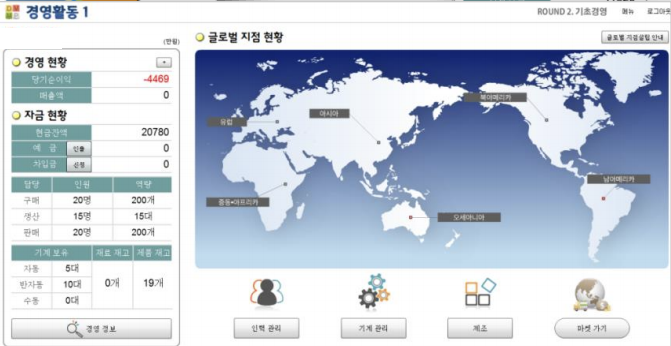 경영활동 1
ROUND 2. 기초경영 메뉴 로그아웃
(만원)
경영 현황
당기순이익 -4469
매출액 0
자금 현황
현금잔액 20780
예 금 인출 0
차입금 신청 0
담당 인원 역량
구매 20명 200개
생산 15명 15대
판매 20명 200개
기계 보유 재료 재고 제품 재고
자동 5대
반자동 10대 0개 19개
수동 0대
경영 정보
글로벌 지점 현황
글로벌 지점설립 안내
유럽
아시아
북아메리카
중동•아프리카
오세아니아
남아메리카
인력 관리
기계 관리
제조
마켓 가기